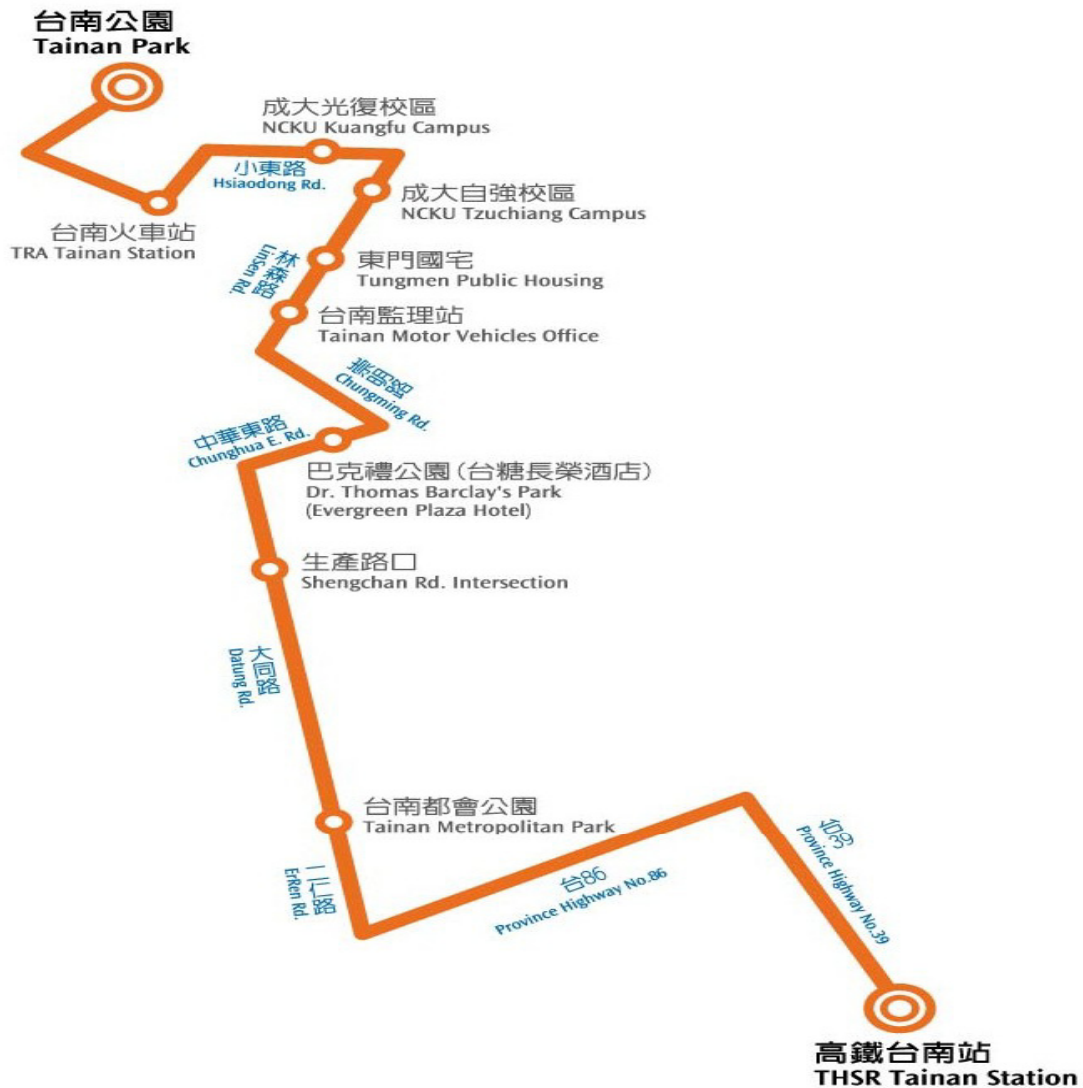 台南公園
Tainan Park
成大光復校區
NCKU Kuangfu Campus
小東路
Hsiaodong Rd.
成大自強校區
NCKU Tzuchiang Campus
台南火車站
TRA Tainan Station
林森路
LinSen Rd.
東門國宅
Tungmen Public Housing
台南監理站
Tainan Motor Vehicles Office
崇明路
Chungming Rd.
中華東路
Chunghua E. Rd.
巴克禮公園(台糖長榮酒店)
Dr. Thomas Barclay's Park
(Evergreen Plaza Hotel)
生產路口
Shengchan Rd. Intersection
大同路
Datung Rd.
台南都會公園
Tainan Metropolitan Park
二仁路
ErRen Rd.
台86
Province Highway No.86
台39
Province Highway No.39
高鐵台南站
THSR Tainan Station